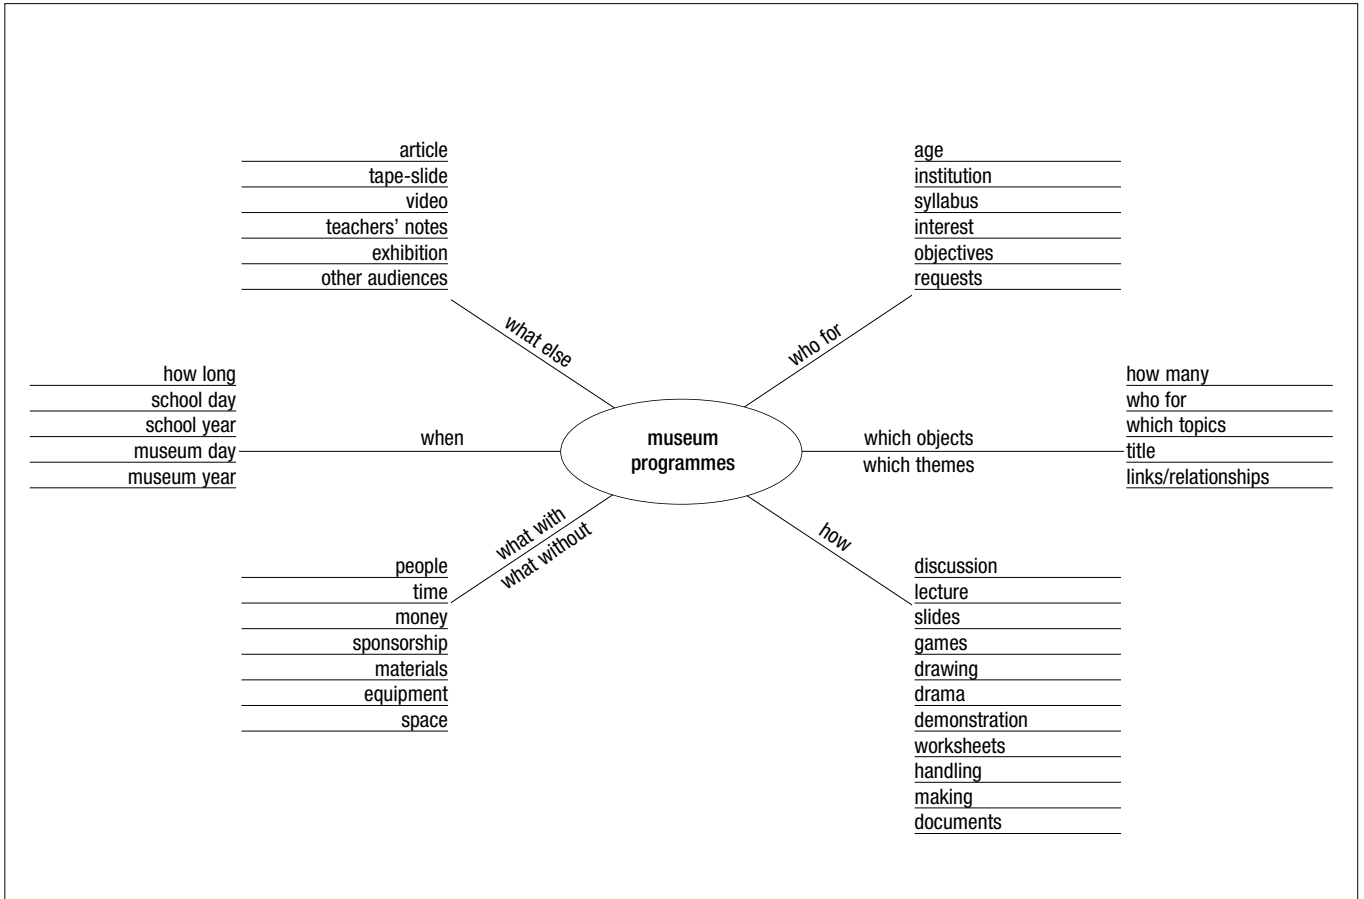 article
tape-slide
video
teachers’ notes
exhibition
other audiences
what else
age
institution
syllabus
interest
objectives
requests
who for
how long
school day
school year
museum day
museum year
when
museum
programmes
which objects
which themes
how many
who for
which topics
title
links/relationships
what with
what without
people
time
money
sponsorship
materials
equipment
space
how
discussion
lecture
slides
games
drawing
drama
demonstration
worksheets
handling
making
documents